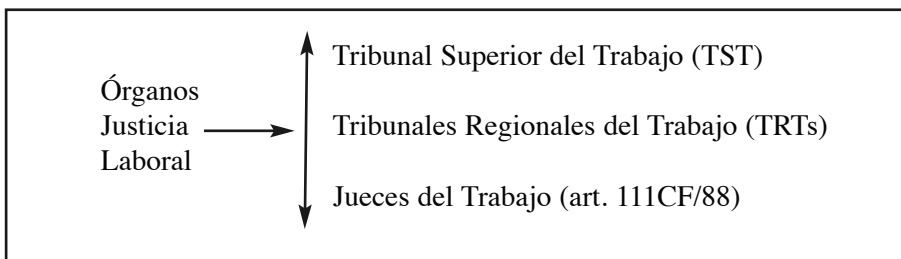 Órganos
Justicia
Laboral
Tribunal Superior del Trabajo (TST)
Tribunales Regionales del Trabajo (TRTs)
Jueces del Trabajo (art. 111CF/88)